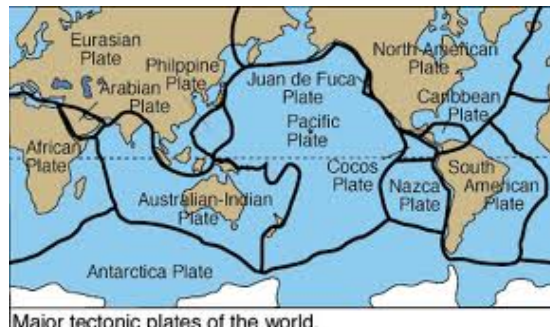 Eurasian
Plate
North American
Plate
Philppine
Plate
Juan de Fuca
Plate
Arabian
Plate
Caribbean
Plate
Pacific
Plate
African
Plate
Cocos
Plate
Nazca
Plate
South
American
Plate
Australian-Indian
Plate
Antarctica Plate
Major tectonic plates of the world.